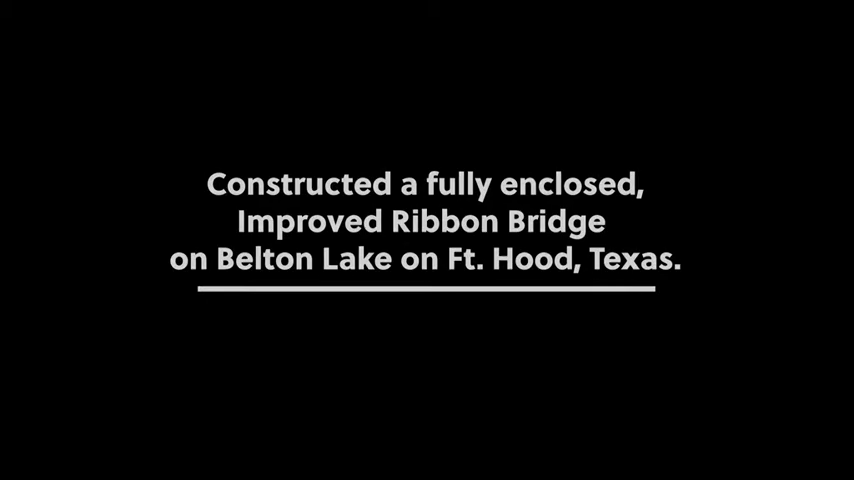 Constructed a fully enclosed,
Improved Ribbon Bridge
on Belton Lake on Ft. Hood, Texas.